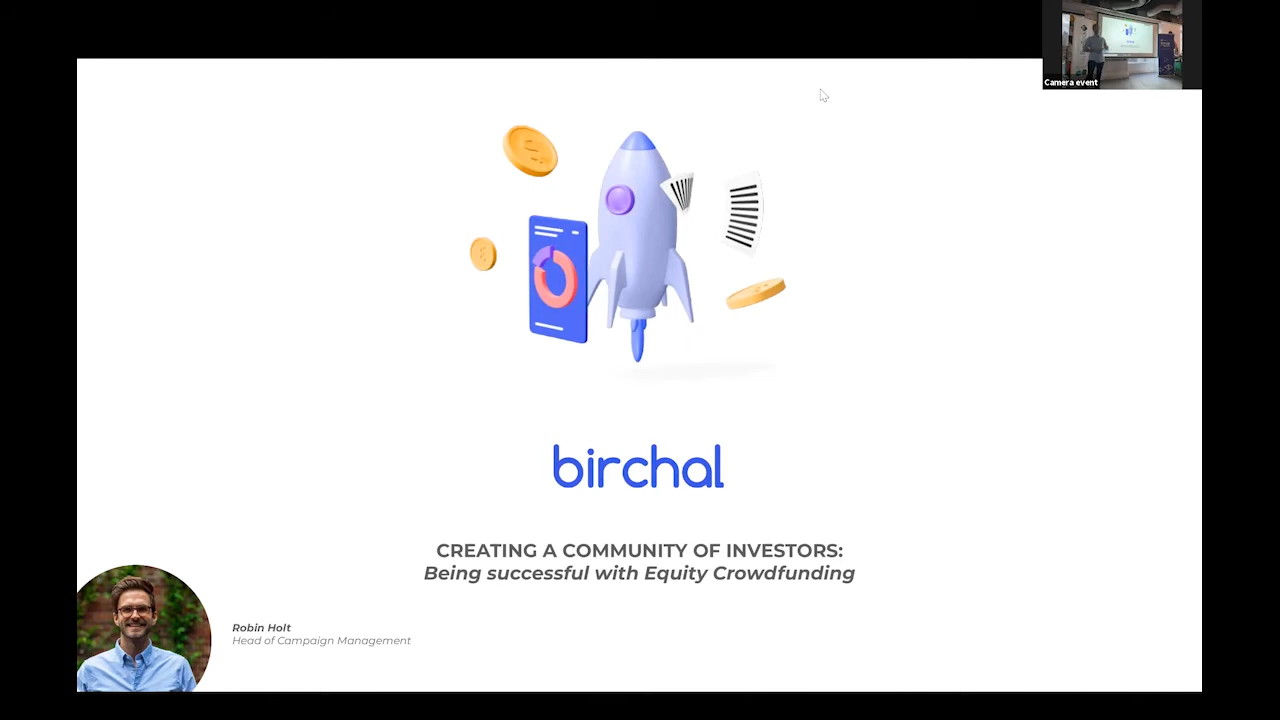 Camera event
birchal
CREATING A COMMUNITY OF INVESTORS:
Being successful with Equity Crowdfunding
Robin Holt
Head of Campaign Management